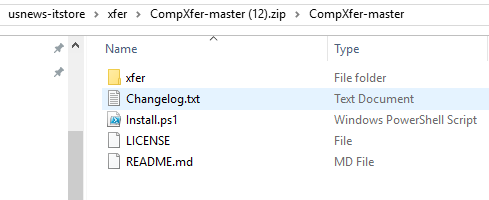 usnews-itstore > xfer > CompXfer-master (12).zip > CompXfer-master
Name Type
xfer File folder
Changelog.txt Text Document
Install.ps1 Windows PowerShell Script
LICENSE File
README.md MD File